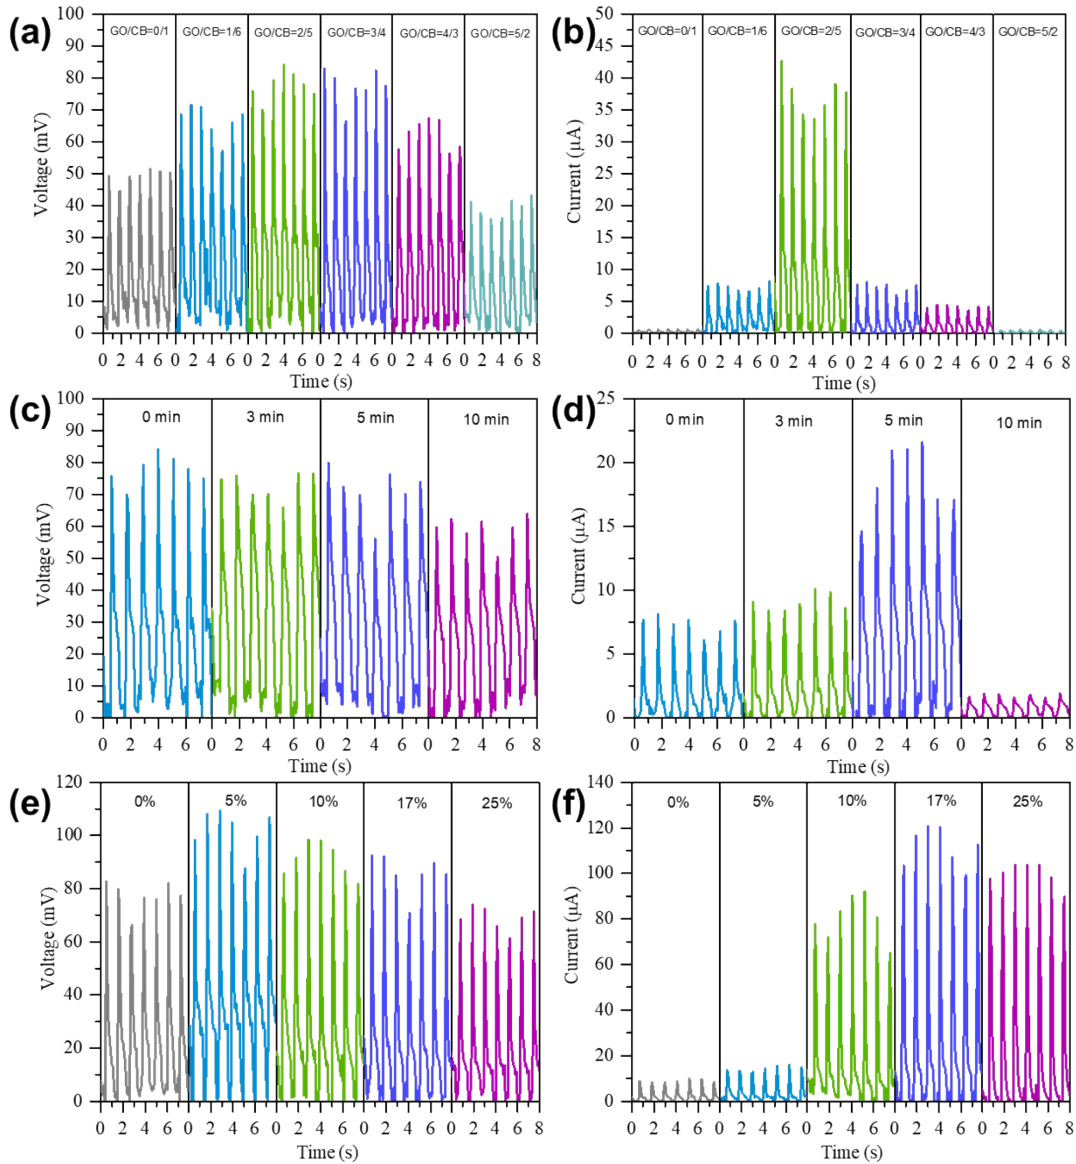 (a)
GO/CB=0/1 GO/CB=1/6 GO/CB=2/5 GO/CB=3/4 GO/CB=4/3 GO/CB=5/2
Voltage (mV)
100
90
80
70
60
50
40
30
20
10
0
0 2 4 6 0 2 4 6 0 2 4 6 0 2 4 6 0 2 4 6 0 2 4 6 8
Time (s)
(b)
GO/CB=0/1 GO/CB=1/6 GO/CB=2/5 GO/CB=3/4 GO/CB=4/3 GO/CB=5/2
Current (μA)
50
45
40
35
30
25
20
15
10
5
0
0 2 4 6 0 2 4 6 0 2 4 6 0 2 4 6 0 2 4 6 0 2 4 6 8
Time (s)
(c)
0 min 3 min 5 min 10 min
Voltage (mV)
100
90
80
70
60
50
40
30
20
10
0
0 2 4 6 0 2 4 6 0 2 4 6 0 2 4 6 8
Time (s)
(d)
0 min 3 min 5 min 10 min
Current (μA)
25
20
15
10
5
0
0 2 4 6 0 2 4 6 0 2 4 6 0 2 4 6 8
Time (s)
(e)
0% 5% 10% 17% 25%
Voltage (mV)
120
100
80
60
40
20
0
0 2 4 6 0 2 4 6 0 2 4 6 0 2 4 6 0 2 4 6 8
Time (s)
(f)
0% 5% 10% 17% 25%
Current (μA)
140
120
100
80
60
40
20
0
0 2 4 6 0 2 4 6 0 2 4 6 0 2 4 6 0 2 4 6 8
Time (s)